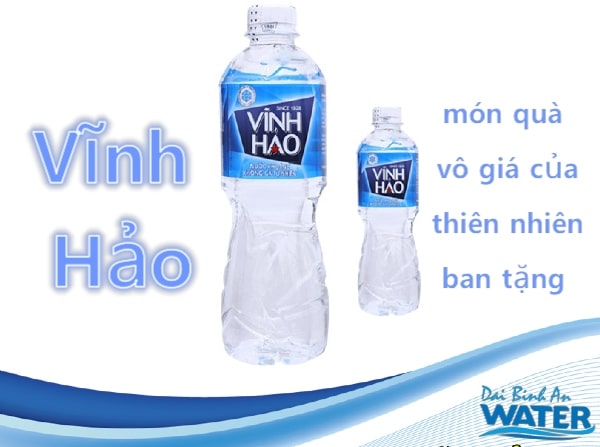 Vĩnh
Hảo
SINCE 1928
VĨNH
HẢO
VĨNH
HẢO
món quà
vô giá của
thiên nhiên
ban tặng
Dai Binh An
WATER